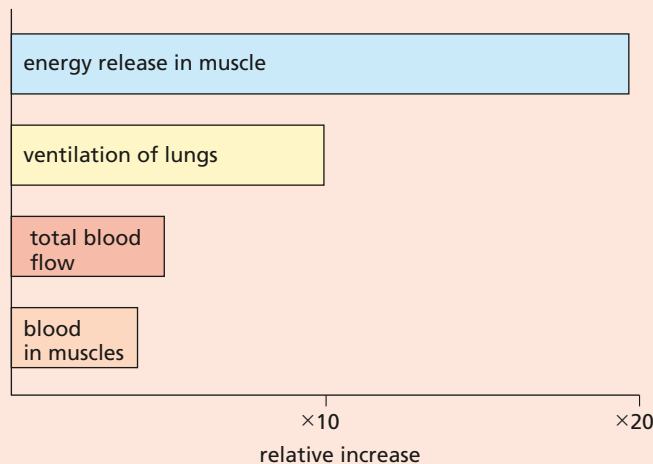 energy release in muscle
ventilation of lungs
total blood
flow
blood
in muscles
×10
×20
relative increase